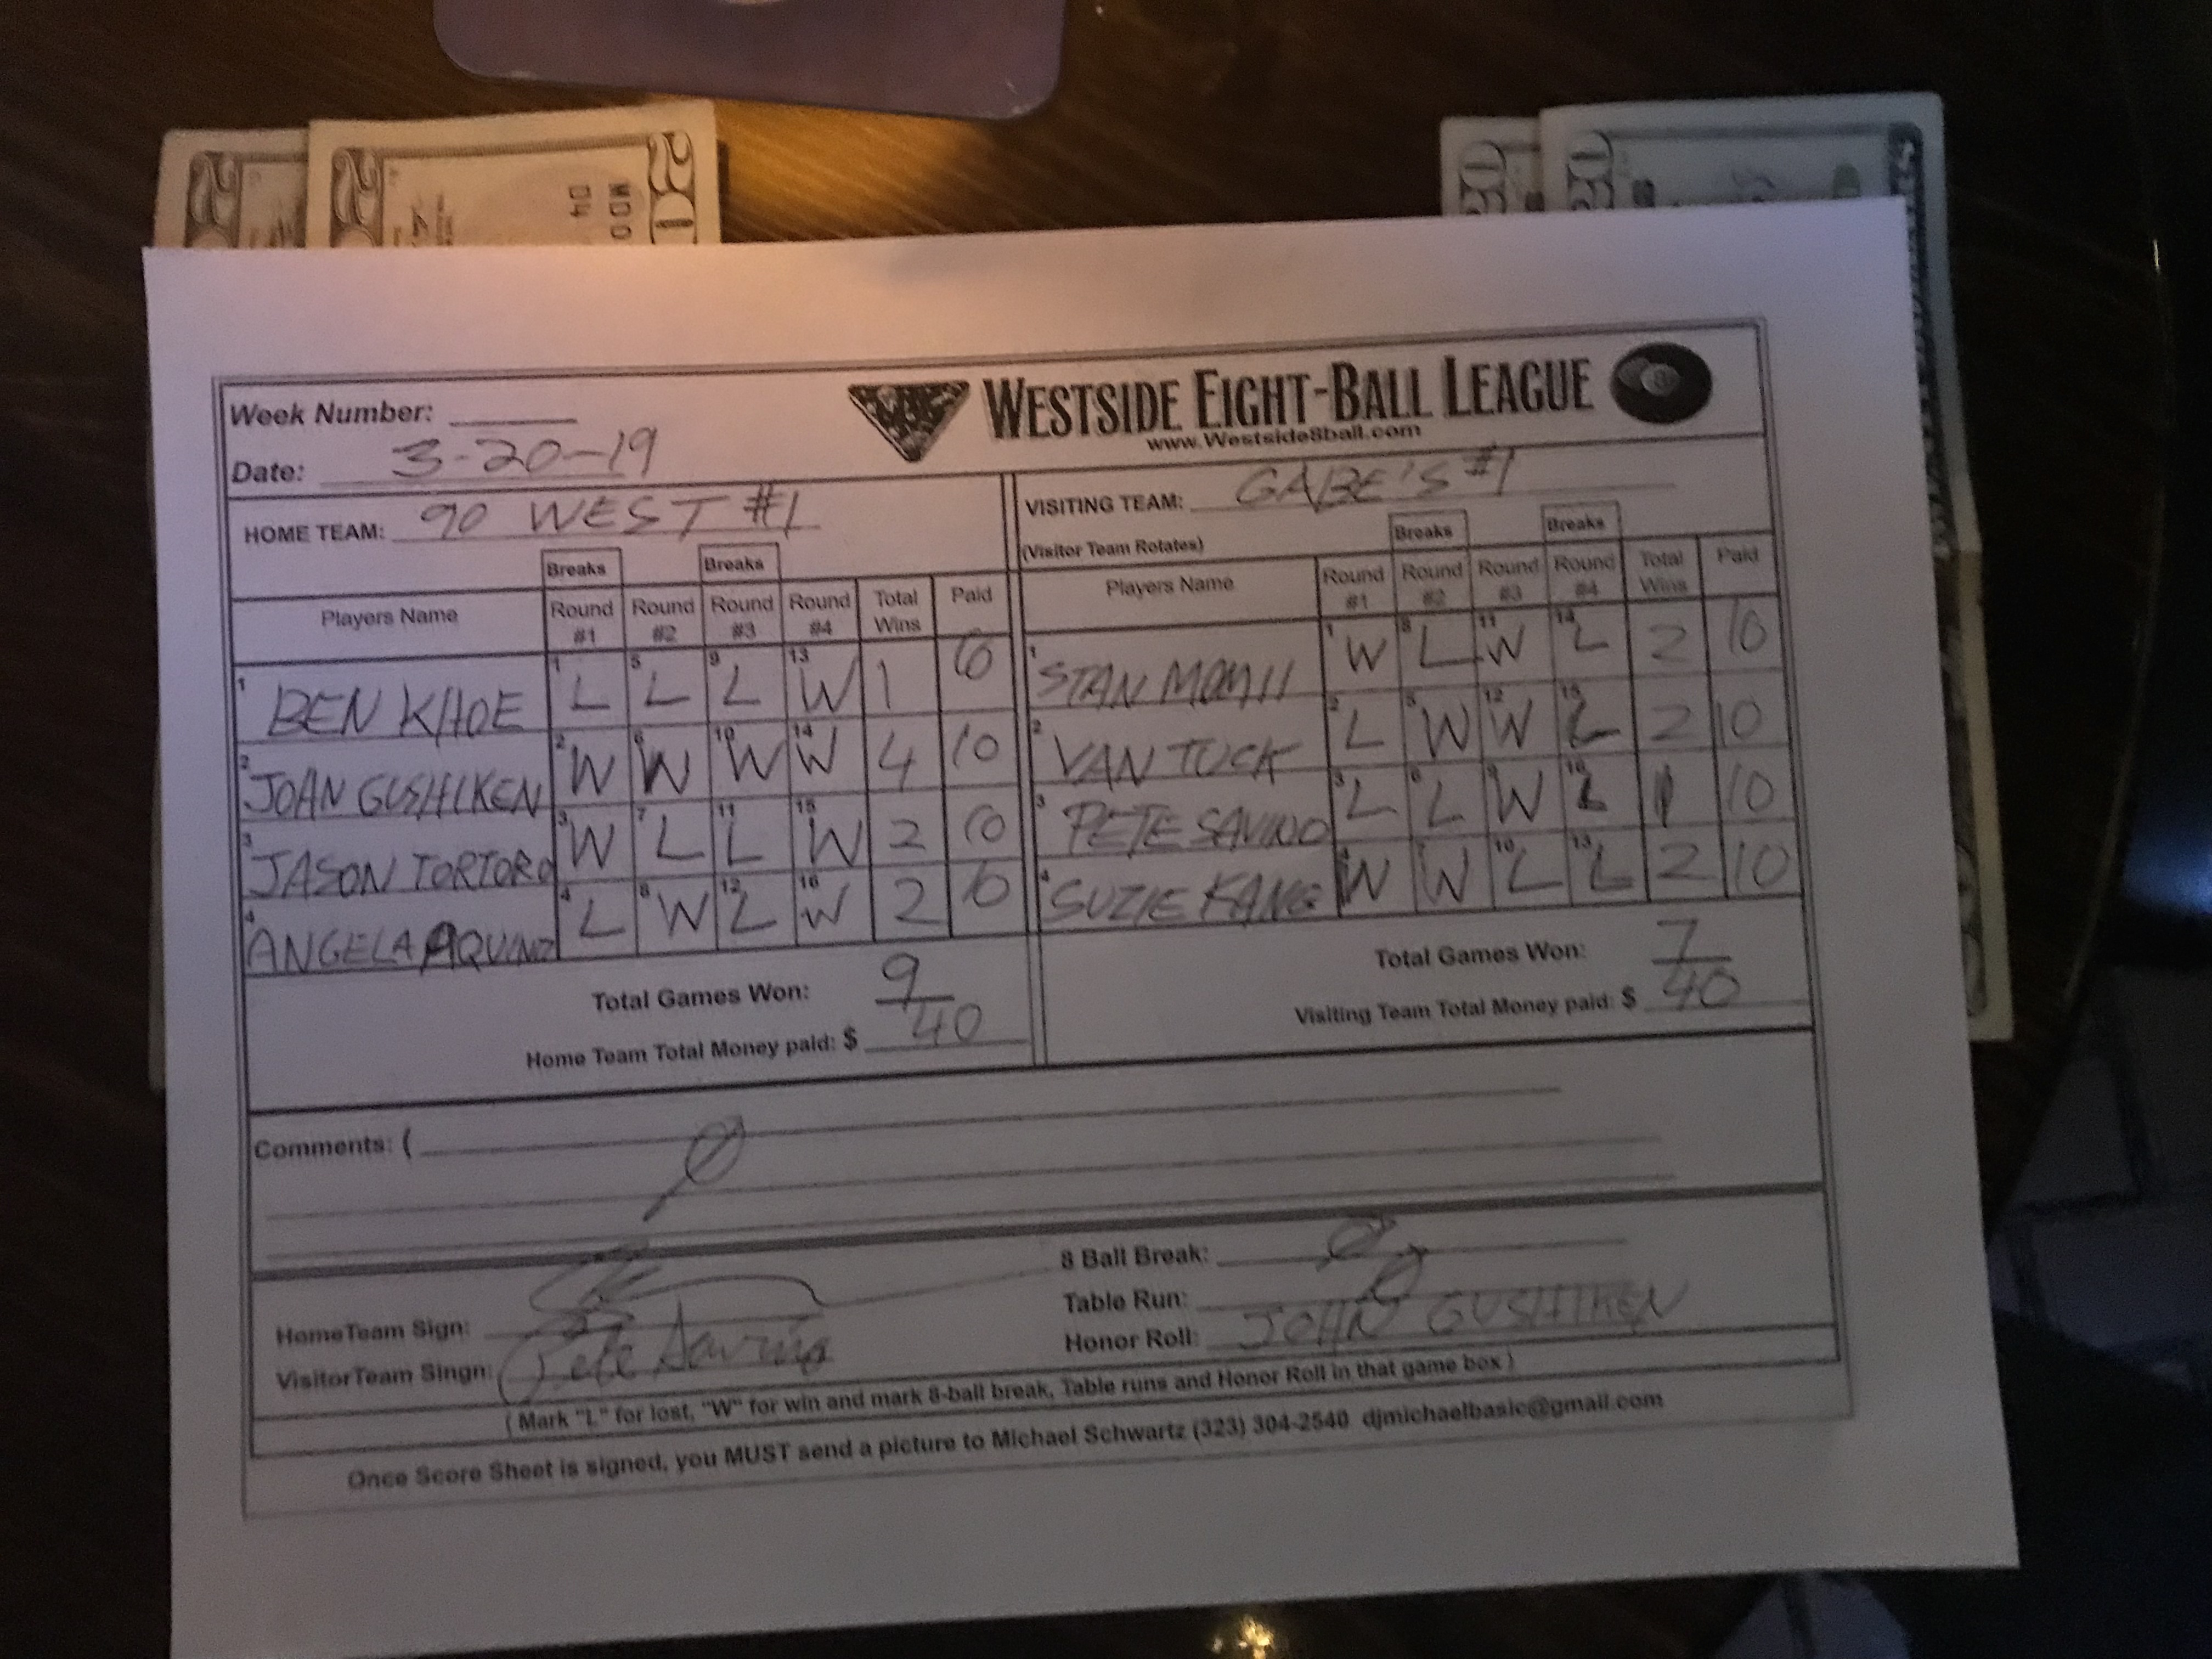 Week Number:
Date: 3-20-19
WESTSIDE EIGHT-BALL LEAGUE
www.Westside8ball.com
HOME TEAM: 90 WEST #1
VISITING TEAM: GABE'S #1
(Visitor Team Rotates)
Breaks Breaks
Players Name Round #1 Round #2 Round #3 Round #4 Total Wins Paid
1 BEN KHOE 1 L 5 L 9 L 13 W 1 10
2 JOHN GUSHIKEN 2 W 6 W 10 W 14 W 4 10
3 JASON TORTORO 3 W 7 L 11 L 15 W 2 10
4 ANGELA AQUINO 4 L 8 W 12 L 16 W 2 10
Total Games Won: 9
Home Team Total Money paid: $ 40
Breaks Breaks
Players Name Round #1 Round #2 Round #3 Round #4 Total Wins Paid
1 STAN 1 W 8 L 11 W 14 L 2 10
2 VAN TUCK 2 L 5 W 12 W 15 L 2 10
3 PETE SAVINO 3 L 6 L 9 W 16 L 1 10
4 SUZIE KANG 4 W 7 W 10 L 13 L 2 10
Total Games Won: 7
Visiting Team Total Money paid: $ 40
Comments: (
HomeTeam Sign:
VisitorTeam Singn: Pete Savino
8 Ball Break:
Table Run:
Honor Roll: JOHN GUSHIKEN
( Mark "L" for lost, "W" for win and mark 8-ball break, Table runs and Honor Roll in that game box )
Once Score Sheet is signed, you MUST send a picture to Michael Schwartz (323) 304-2540 djmichaelbasic@gmail.com